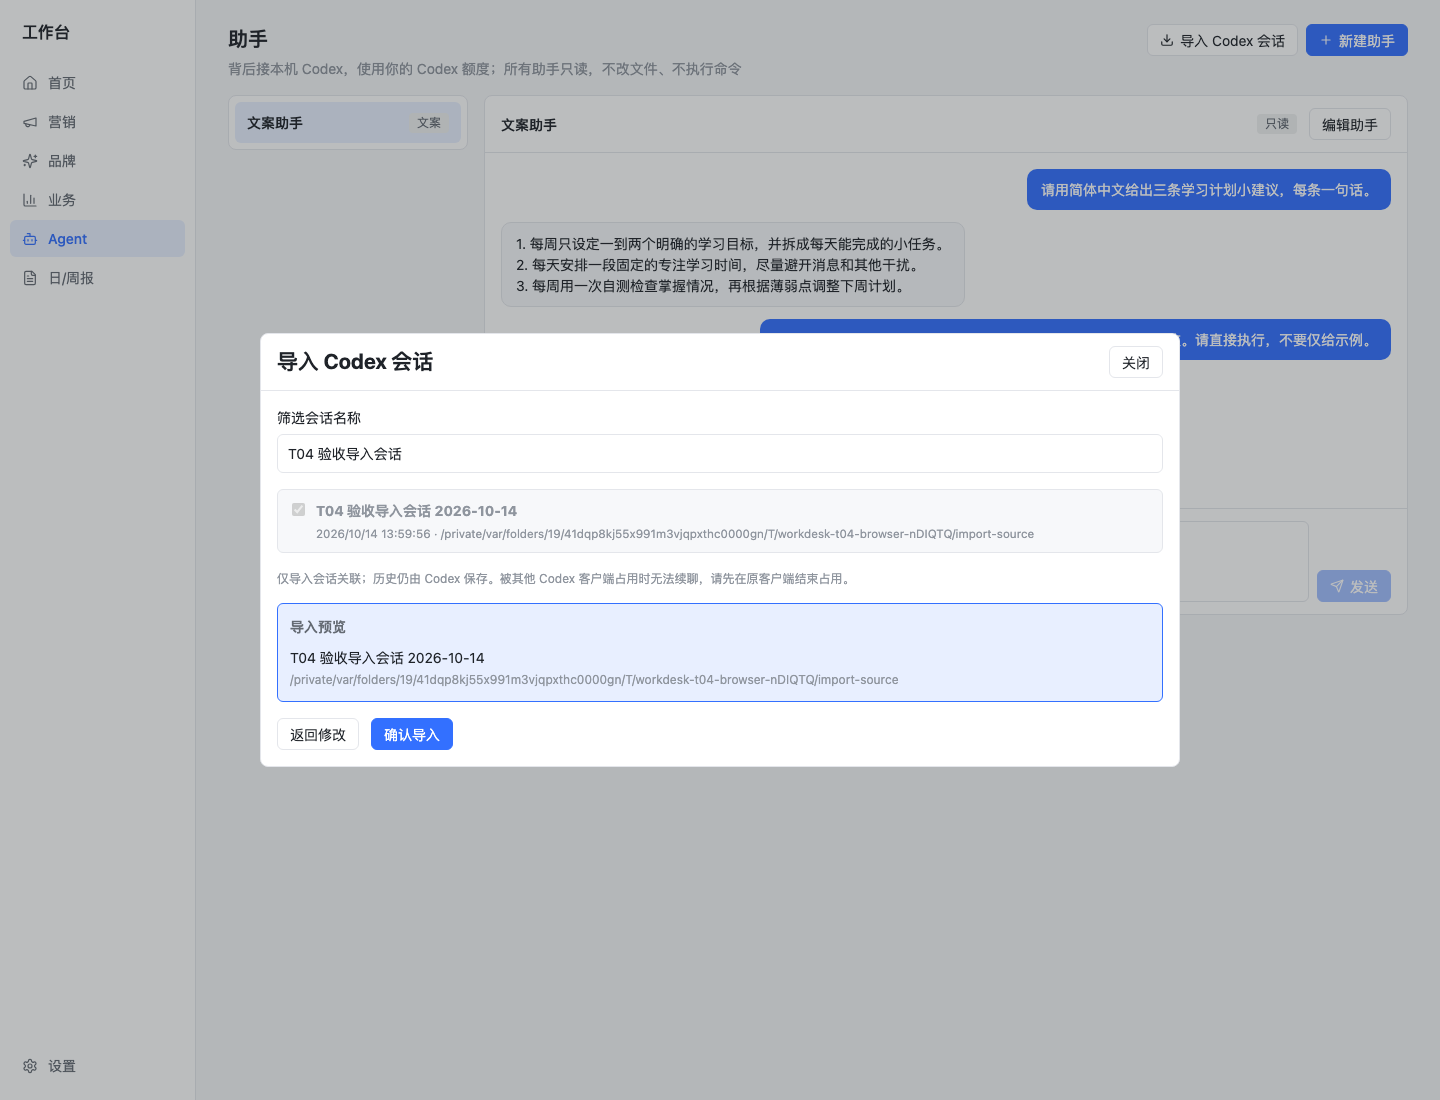 工作台
首页
营销
品牌
业务
Agent
日/周报
设置
助手
背后接本机 Codex，使用你的 Codex 额度；所有助手只读，不改文件、不执行命令
导入 Codex 会话
新建助手
文案助手
文案
文案助手
只读
编辑助手
请用简体中文给出三条学习计划小建议，每条一句话。
1. 每周只设定一到两个明确的学习目标，并拆成每天能完成的小任务。
2. 每天安排一段固定的专注学习时间，尽量避开消息和其他干扰。
3. 每周用一次自测检查掌握情况，再根据薄弱点调整下周计划。
。请直接执行，不要仅给示例。
发送
导入 Codex 会话
关闭
筛选会话名称
T04 验收导入会话
T04 验收导入会话 2026-10-14
2026/10/14 13:59:56 · /private/var/folders/19/41dqp8kj55x991m3vjqpxthc0000gn/T/workdesk-t04-browser-nDIQTQ/import-source
仅导入会话关联；历史仍由 Codex 保存。被其他 Codex 客户端占用时无法续聊，请先在原客户端结束占用。
导入预览
T04 验收导入会话 2026-10-14
/private/var/folders/19/41dqp8kj55x991m3vjqpxthc0000gn/T/workdesk-t04-browser-nDIQTQ/import-source
返回修改
确认导入